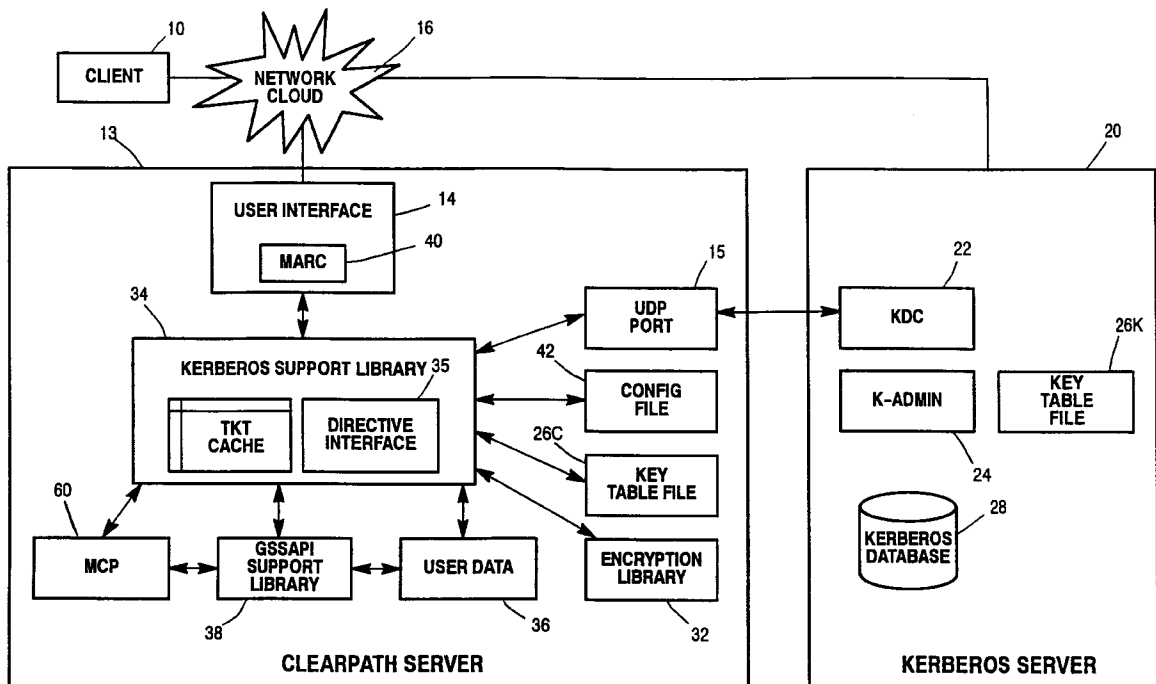 10
CLIENT
NETWORK
CLOUD
16
13
20
USER INTERFACE
14
MARC
40
34
KERBEROS SUPPORT LIBRARY
35
TKT
CACHE
DIRECTIVE
INTERFACE
15
UDP
PORT
42
CONFIG
FILE
26C
KEY
TABLE FILE
22
KDC
K-ADMIN
24
26K
KEY
TABLE
FILE
60
MCP
GSSAPI
SUPPORT
LIBRARY
38
USER DATA
36
ENCRYPTION
LIBRARY
32
KERBEROS
DATABASE
28
CLEARPATH SERVER
KERBEROS SERVER